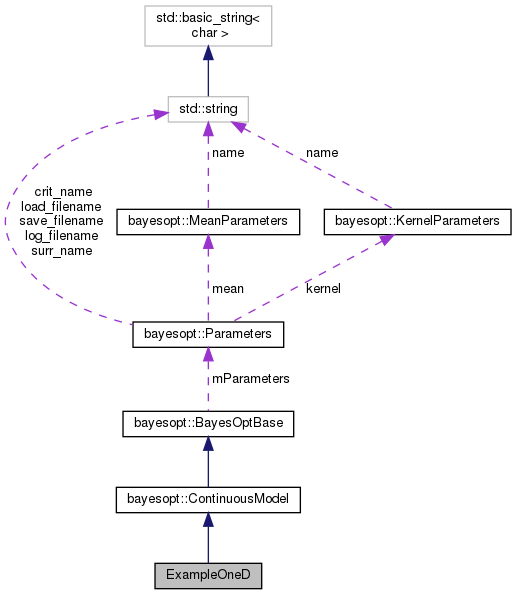 std::basic_string<
char >
std::string
name
name
crit_name
load_filename
save_filename
log_filename
surr_name
bayesopt::MeanParameters
bayesopt::KernelParameters
mean
kernel
bayesopt::Parameters
mParameters
bayesopt::BayesOptBase
bayesopt::ContinuousModel
ExampleOneD